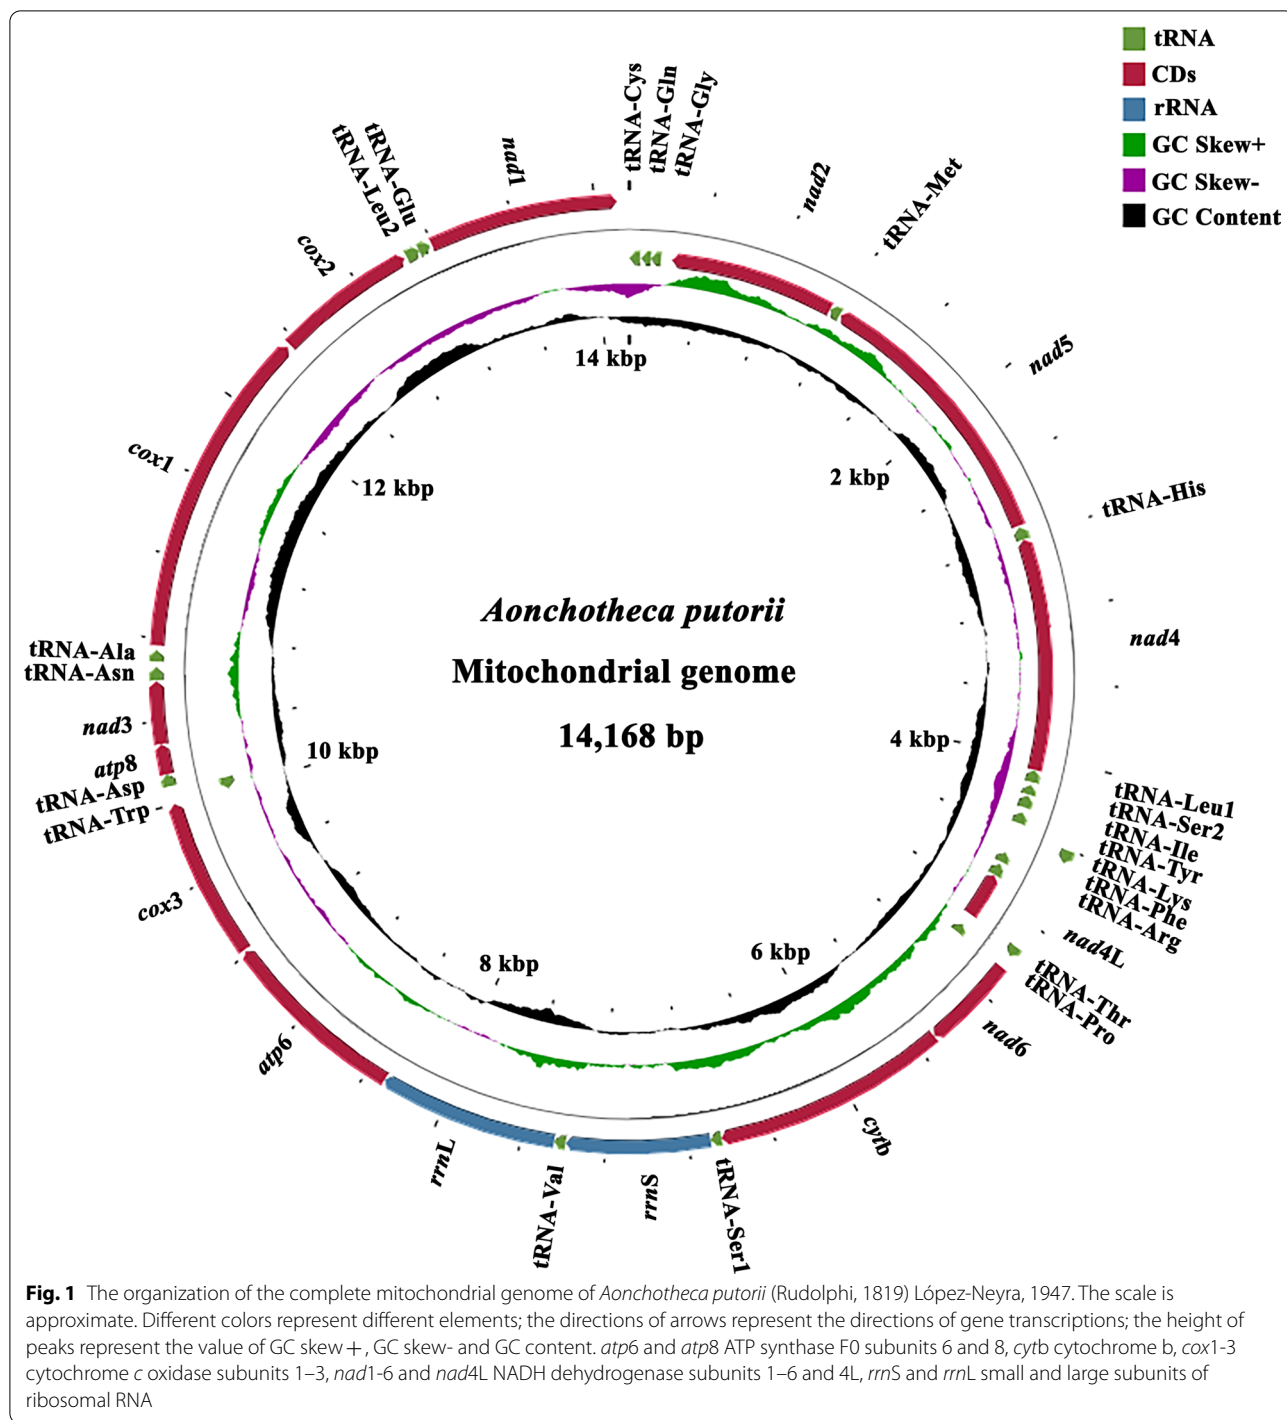 tRNA
CDs
rRNA
GC Skew+
GC Skew-
GC Content
tRNA-Cys
tRNA-Gln
tRNA-Gly
nad2
tRNA-Met
nad5
tRNA-His
nad4
tRNA-Leu1
tRNA-Ser2
tRNA-Ile
tRNA-Tyr
tRNA-Lys
tRNA-Phe
tRNA-Arg
nad4L
tRNA-Thr
tRNA-Pro
nad6
cytb
tRNA-Ser1
rrnS
tRNA-Val
rrnL
atp6
cox3
tRNA-Trp
tRNA-Asp
atp8
nad3
tRNA-Asn
tRNA-Ala
cox1
cox2
tRNA-Leu2
tRNA-Glu
nad1
14 kbp
2 kbp
4 kbp
6 kbp
8 kbp
10 kbp
12 kbp
Aonchotheca putorii
Mitochondrial genome
14,168 bp
Fig. 1 The organization of the complete mitochondrial genome of Aonchotheca putorii (Rudolphi, 1819) López-Neyra, 1947. The scale is
approximate. Different colors represent different elements; the directions of arrows represent the directions of gene transcriptions; the height of
peaks represent the value of GC skew +, GC skew- and GC content. atp6 and atp8 ATP synthase F0 subunits 6 and 8, cytb cytochrome b, cox1-3
cytochrome c oxidase subunits 1–3, nad1-6 and nad4L NADH dehydrogenase subunits 1–6 and 4L, rrnS and rrnL small and large subunits of
ribosomal RNA